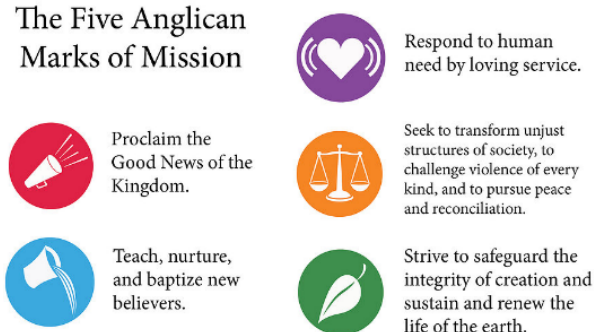 The Five Anglican
Marks of Mission
Proclaim the
Good News of the
Kingdom.
Teach, nurture,
and baptize new
believers.
Respond to human
need by loving service.
Seek to transform unjust
structures of society, to
challenge violence of every
kind, and to pursue peace
and reconciliation.
Strive to safeguard the
integrity of creation and
sustain and renew the
life of the earth.